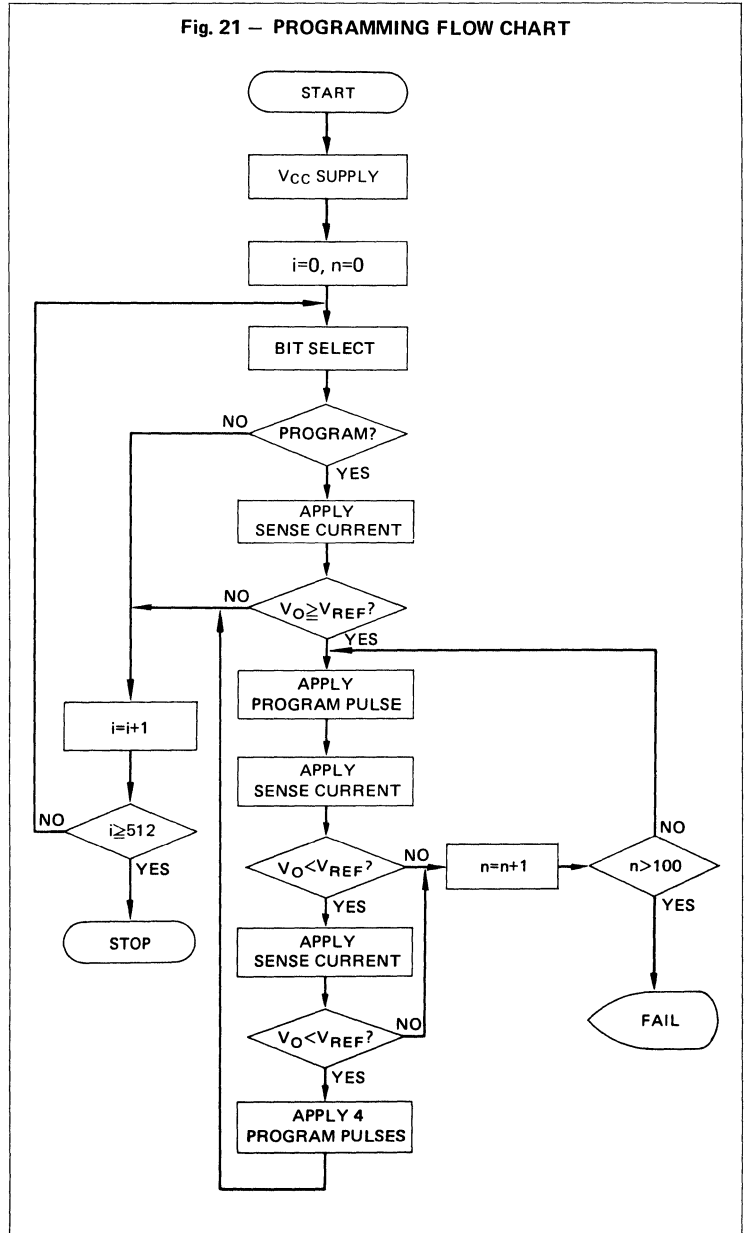 Fig. 21 – PROGRAMMING FLOW CHART
START
VCC SUPPLY
i=0, n=0
BIT SELECT
NO
PROGRAM?
YES
APPLY
SENSE CURRENT
NO
VO≧VREF?
YES
APPLY
PROGRAM PULSE
i=i+1
APPLY
SENSE CURRENT
NO
i≧512
YES
STOP
VO<VREF?
NO
YES
n=n+1
n>100
NO
YES
FAIL
APPLY
SENSE CURRENT
VO<VREF?
NO
YES
APPLY 4
PROGRAM PULSES